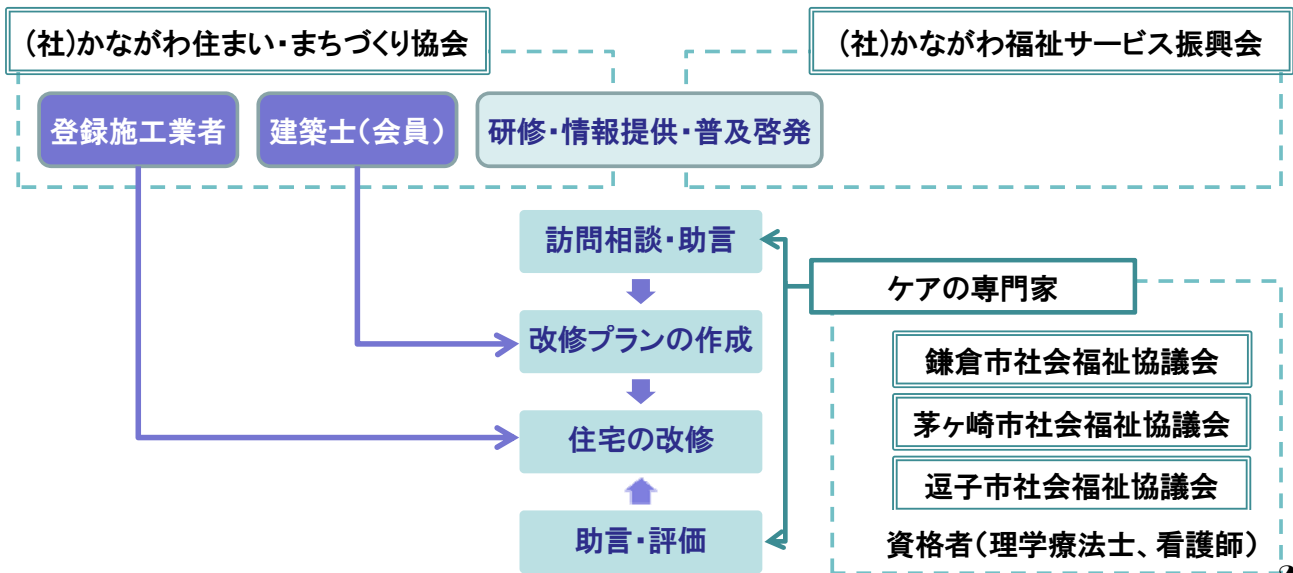 (社)かながわ住まい・まちづくり協会
(社)かながわ福祉サービス振興会
登録施工業者
建築士(会員)
研修・情報提供・普及啓発
訪問相談・助言
ケアの専門家
改修プランの作成
鎌倉市社会福祉協議会
茅ヶ崎市社会福祉協議会
住宅の改修
逗子市社会福祉協議会
助言・評価
資格者(理学療法士、看護師)